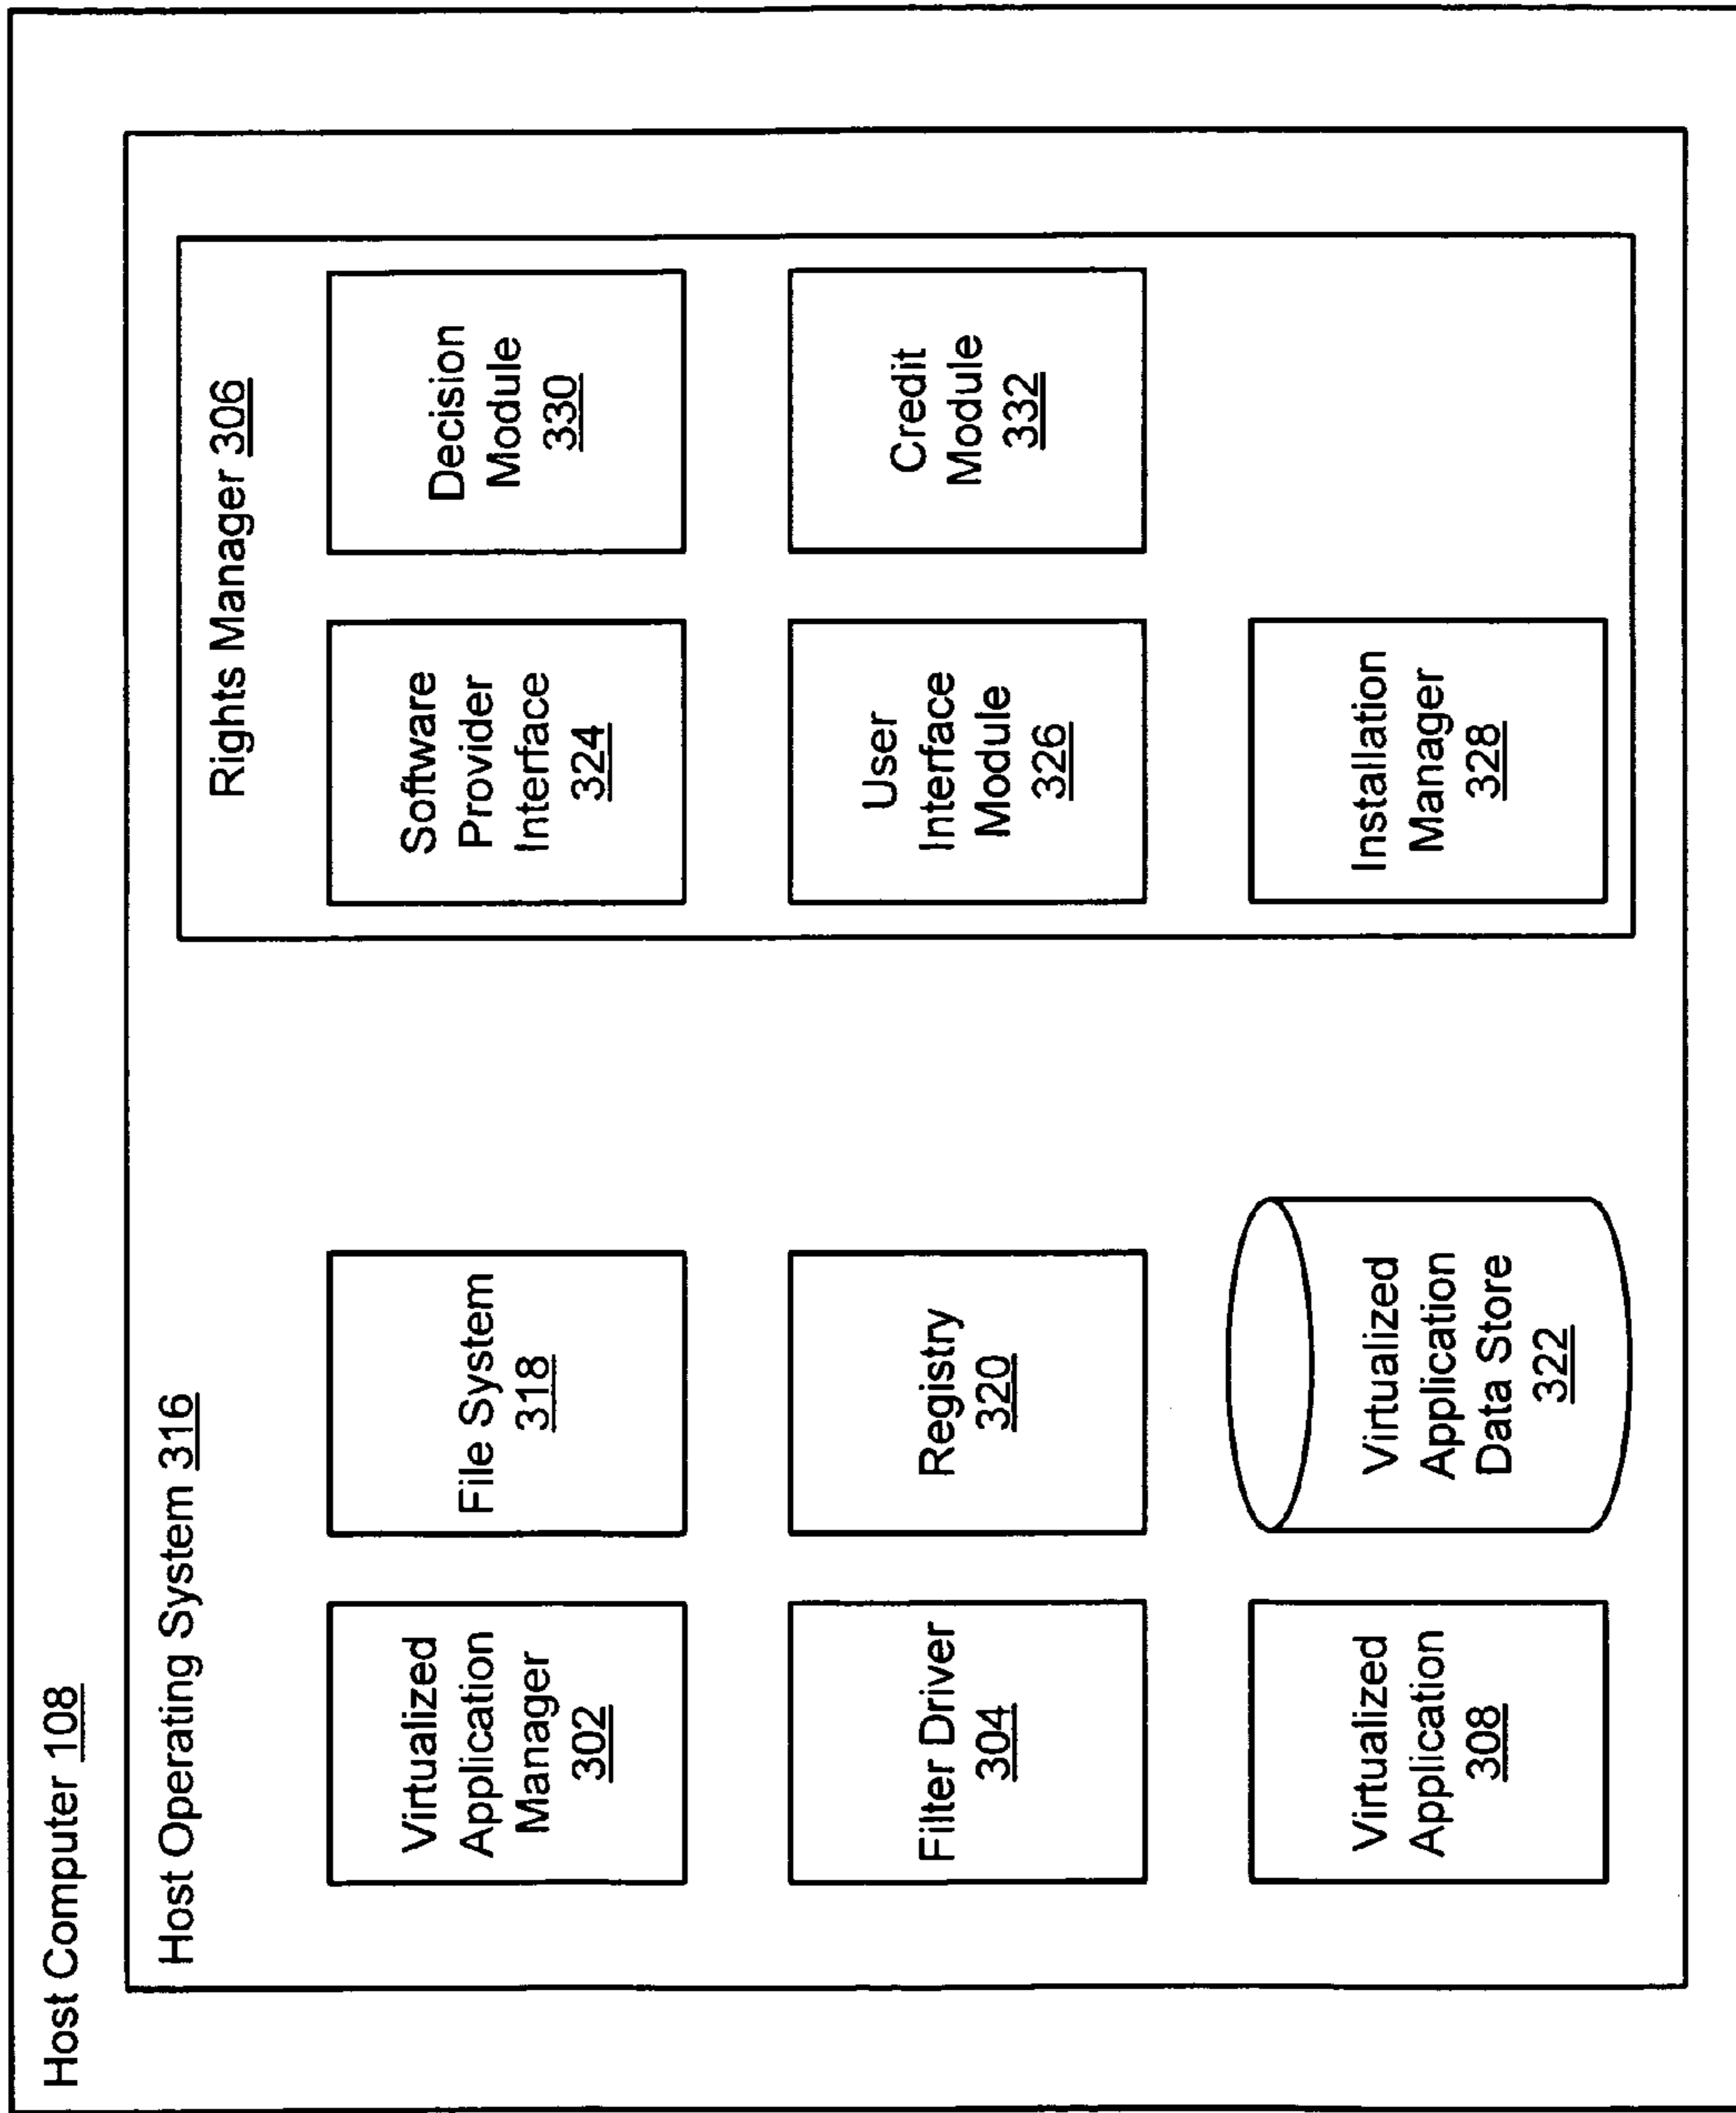 Host Computer 108
Host Operating System 316
Virtualized
Application
Manager
302
File System
318
Filter Driver
304
Registry
320
Virtualized
Application
308
Virtualized
Application
Data Store
322
Rights Manager 306
Software
Provider
Interface
324
Decision
Module
330
User
Interface
Module
326
Credit
Module
332
Installation
Manager
328